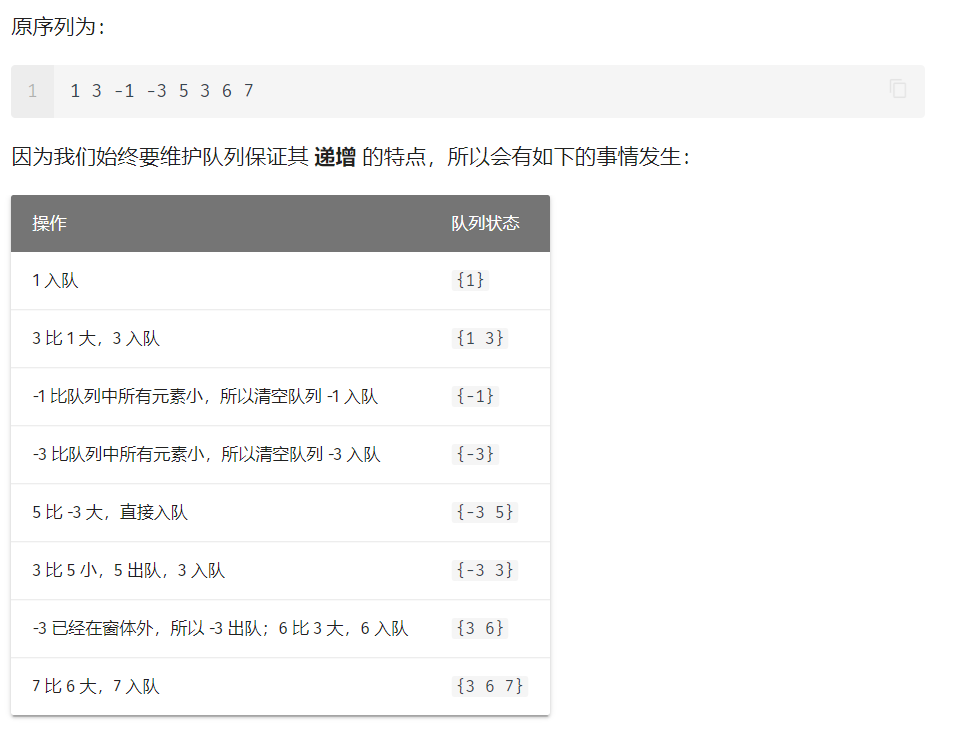 原序列为：
1 1 3 -1 -3 5 3 6 7
因为我们始终要维护队列保证其 递增 的特点，所以会有如下的事情发生：
操作 队列状态
1 入队 {1}
3 比 1 大，3 入队 {1 3}
-1 比队列中所有元素小，所以清空队列 -1 入队 {-1}
-3 比队列中所有元素小，所以清空队列 -3 入队 {-3}
5 比 -3 大，直接入队 {-3 5}
3 比 5 小，5 出队，3 入队 {-3 3}
-3 已经在窗体外，所以 -3 出队；6 比 3 大，6 入队 {3 6}
7 比 6 大，7 入队 {3 6 7}